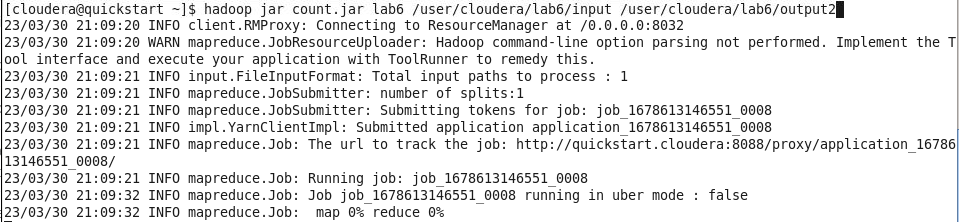 [cloudera@quickstart ~]$ hadoop jar count.jar lab6 /user/cloudera/lab6/input /user/cloudera/lab6/output2
23/03/30 21:09:20 INFO client.RMProxy: Connecting to ResourceManager at /0.0.0.0:8032
23/03/30 21:09:20 WARN mapreduce.JobResourceUploader: Hadoop command-line option parsing not performed. Implement the T
ool interface and execute your application with ToolRunner to remedy this.
23/03/30 21:09:21 INFO input.FileInputFormat: Total input paths to process : 1
23/03/30 21:09:21 INFO mapreduce.JobSubmitter: number of splits:1
23/03/30 21:09:21 INFO mapreduce.JobSubmitter: Submitting tokens for job: job_1678613146551_0008
23/03/30 21:09:21 INFO impl.YarnClientImpl: Submitted application application_1678613146551_0008
23/03/30 21:09:21 INFO mapreduce.Job: The url to track the job: http://quickstart.cloudera:8088/proxy/application_16786
13146551_0008/
23/03/30 21:09:21 INFO mapreduce.Job: Running job: job_1678613146551_0008
23/03/30 21:09:32 INFO mapreduce.Job: Job job_1678613146551_0008 running in uber mode : false
23/03/30 21:09:32 INFO mapreduce.Job:  map 0% reduce 0%